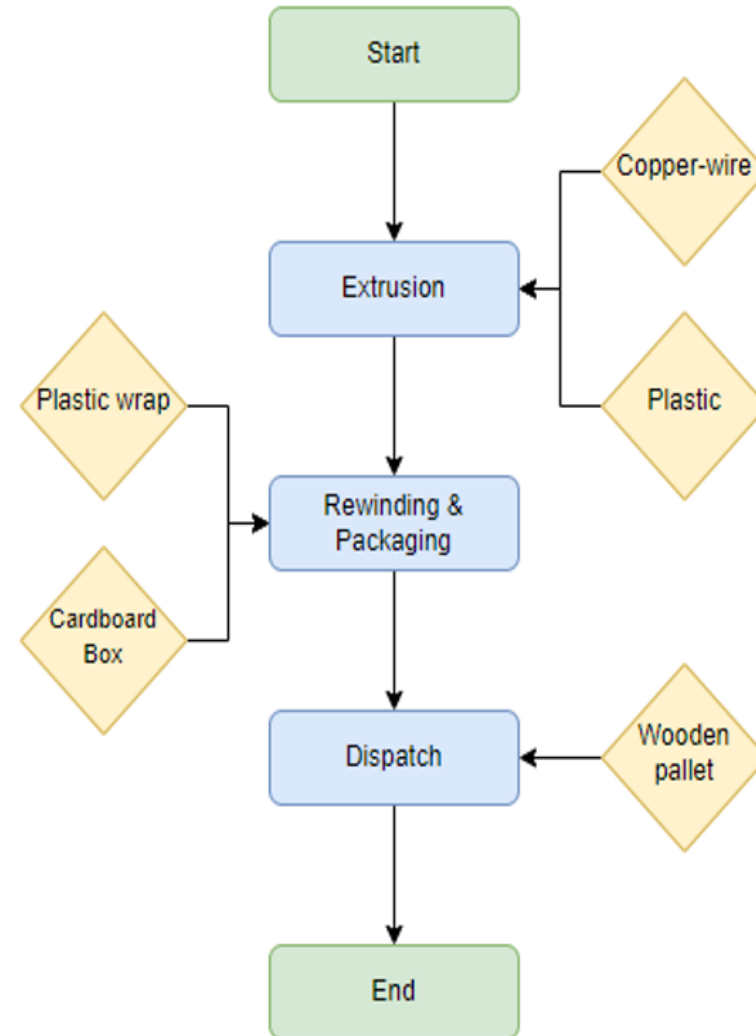 Start
Copper-wire
Extrusion
Plastic wrap
Plastic
Rewinding &
Packaging
Cardboard
Box
Dispatch
Wooden
pallet
End